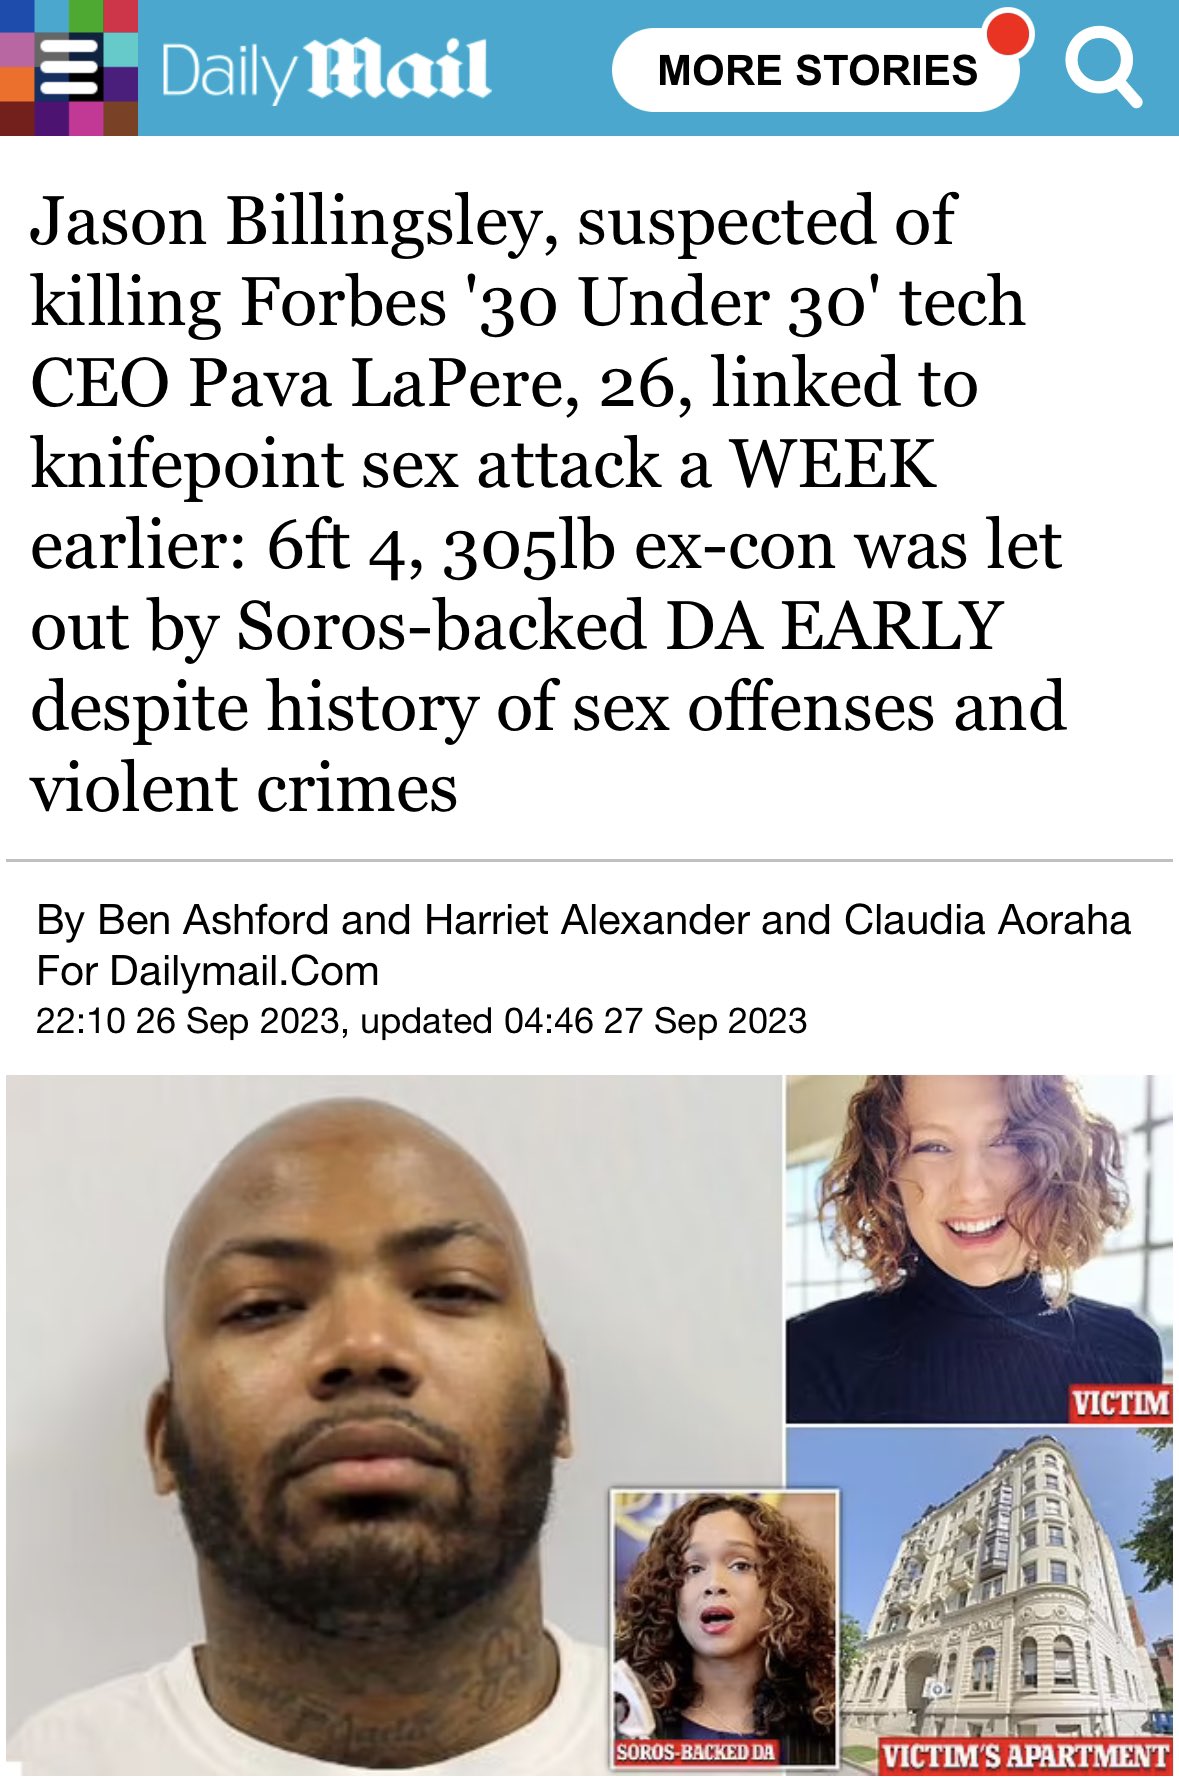 Daily Mail
MORE STORIES
Jason Billingsley, suspected of
killing Forbes '30 Under 30' tech
CEO Pava LaPere, 26, linked to
knifepoint sex attack a WEEK
earlier: 6ft 4, 305lb ex-con was let
out by Soros-backed DA EARLY
despite history of sex offenses and
violent crimes
By Ben Ashford and Harriet Alexander and Claudia Aoraha
For Dailymail.Com
22:10 26 Sep 2023, updated 04:46 27 Sep 2023
VICTIM
SOROS-BACKED DA
VICTIM'S APARTMENT